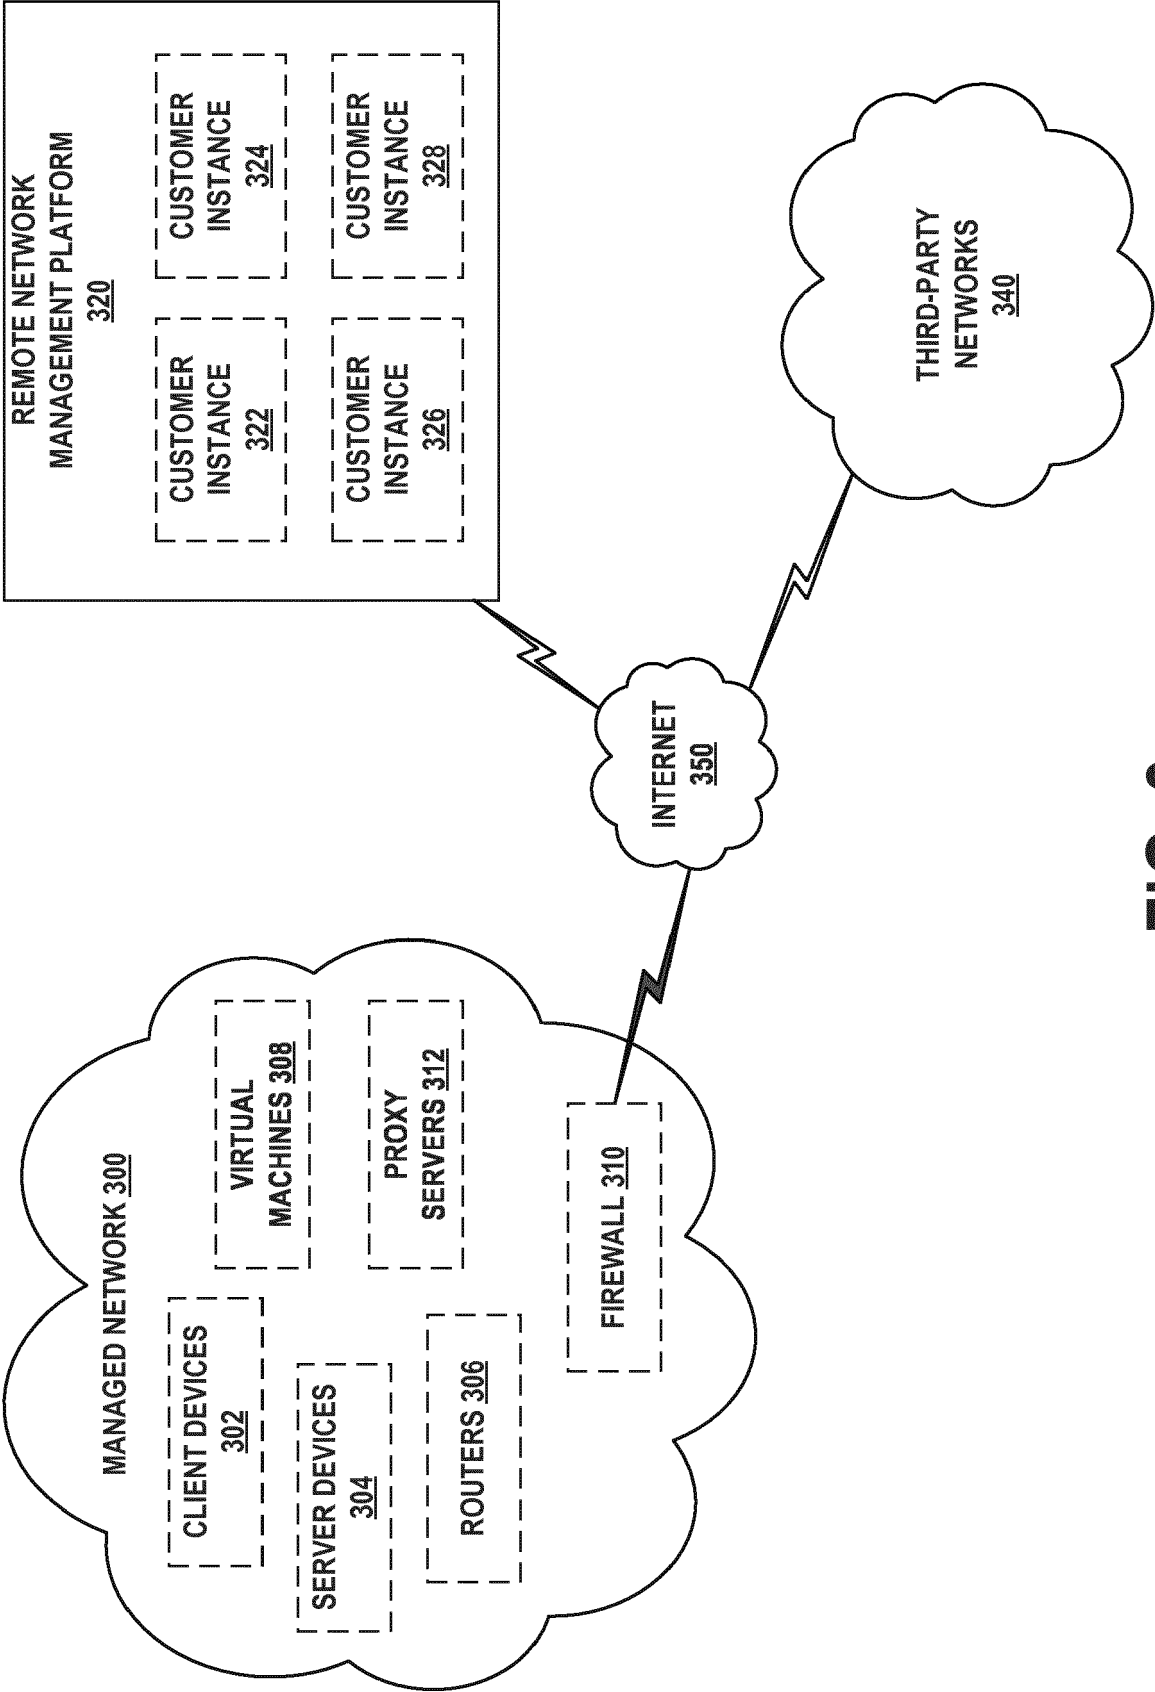 MANAGED NETWORK 300
CLIENT DEVICES
302
VIRTUAL
MACHINES 308
SERVER DEVICES
304
PROXY
SERVERS 312
ROUTERS 306
FIREWALL 310
INTERNET
350
REMOTE NETWORK
MANAGEMENT PLATFORM
320
CUSTOMER
INSTANCE
322
CUSTOMER
INSTANCE
324
CUSTOMER
INSTANCE
326
CUSTOMER
INSTANCE
328
THIRD-PARTY
NETWORKS
340